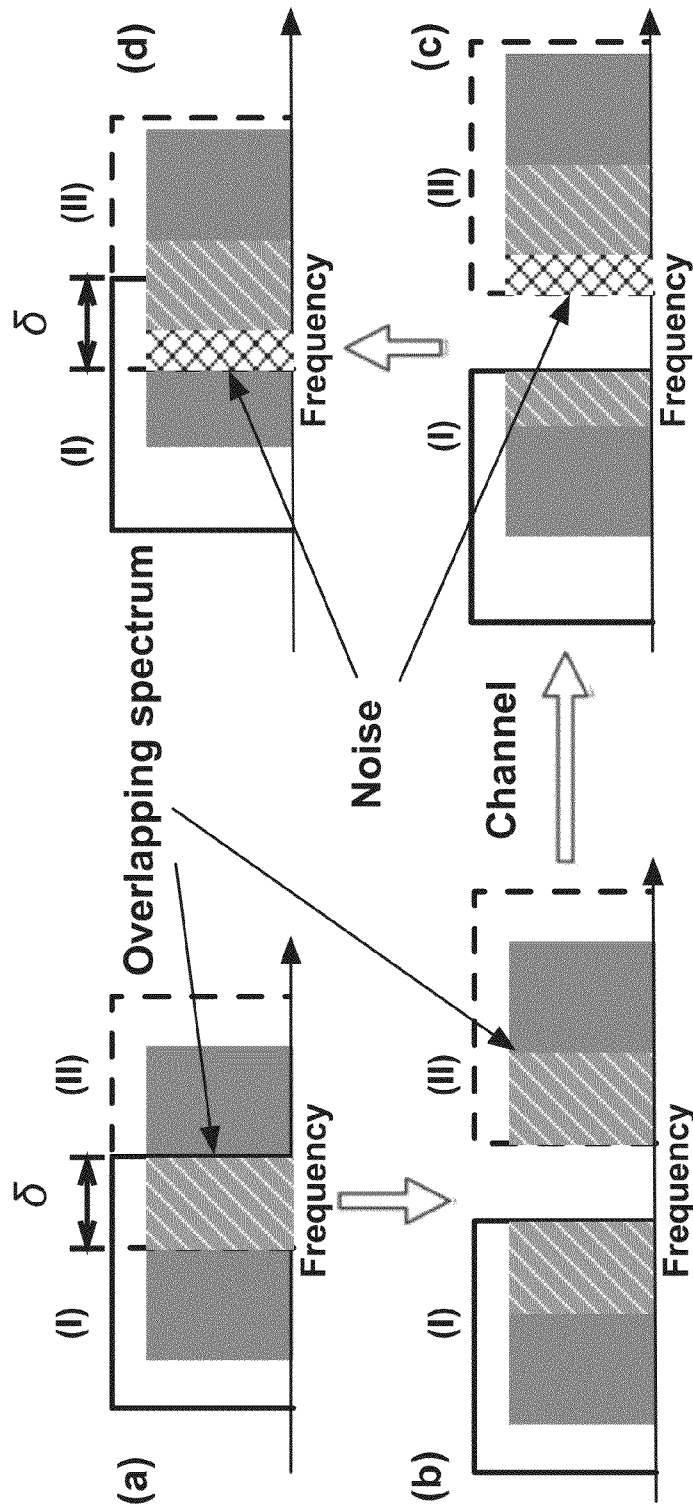 (a)
(I)
δ
(II)
Frequency
Overlapping spectrum
(I)
δ
(II)
(d)
Frequency
Noise
(b)
(I)
(II)
Frequency
Channel
(I)
(II)
(c)
Frequency